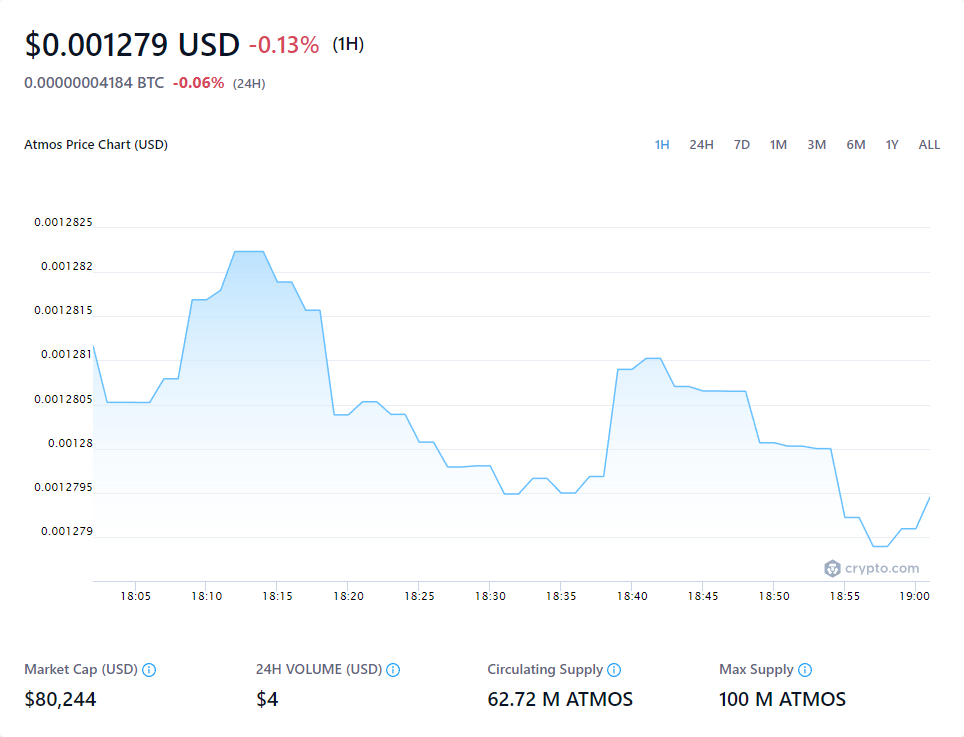 $0.001279 USD -0.13% (1H)
0.00000004184 BTC -0.06% (24H)
Atmos Price Chart (USD) 1H 24H 7D 1M 3M 6M 1Y ALL
0.0012825
0.001282
0.0012815
0.001281
0.0012805
0.00128
0.0012795
0.001279
crypto.com
18:05 18:10 18:15 18:20 18:25 18:30 18:35 18:40 18:45 18:50 18:55 19:00
Market Cap (USD) 24H VOLUME (USD) Circulating Supply Max Supply
$80,244 $4 62.72 M ATMOS 100 M ATMOS